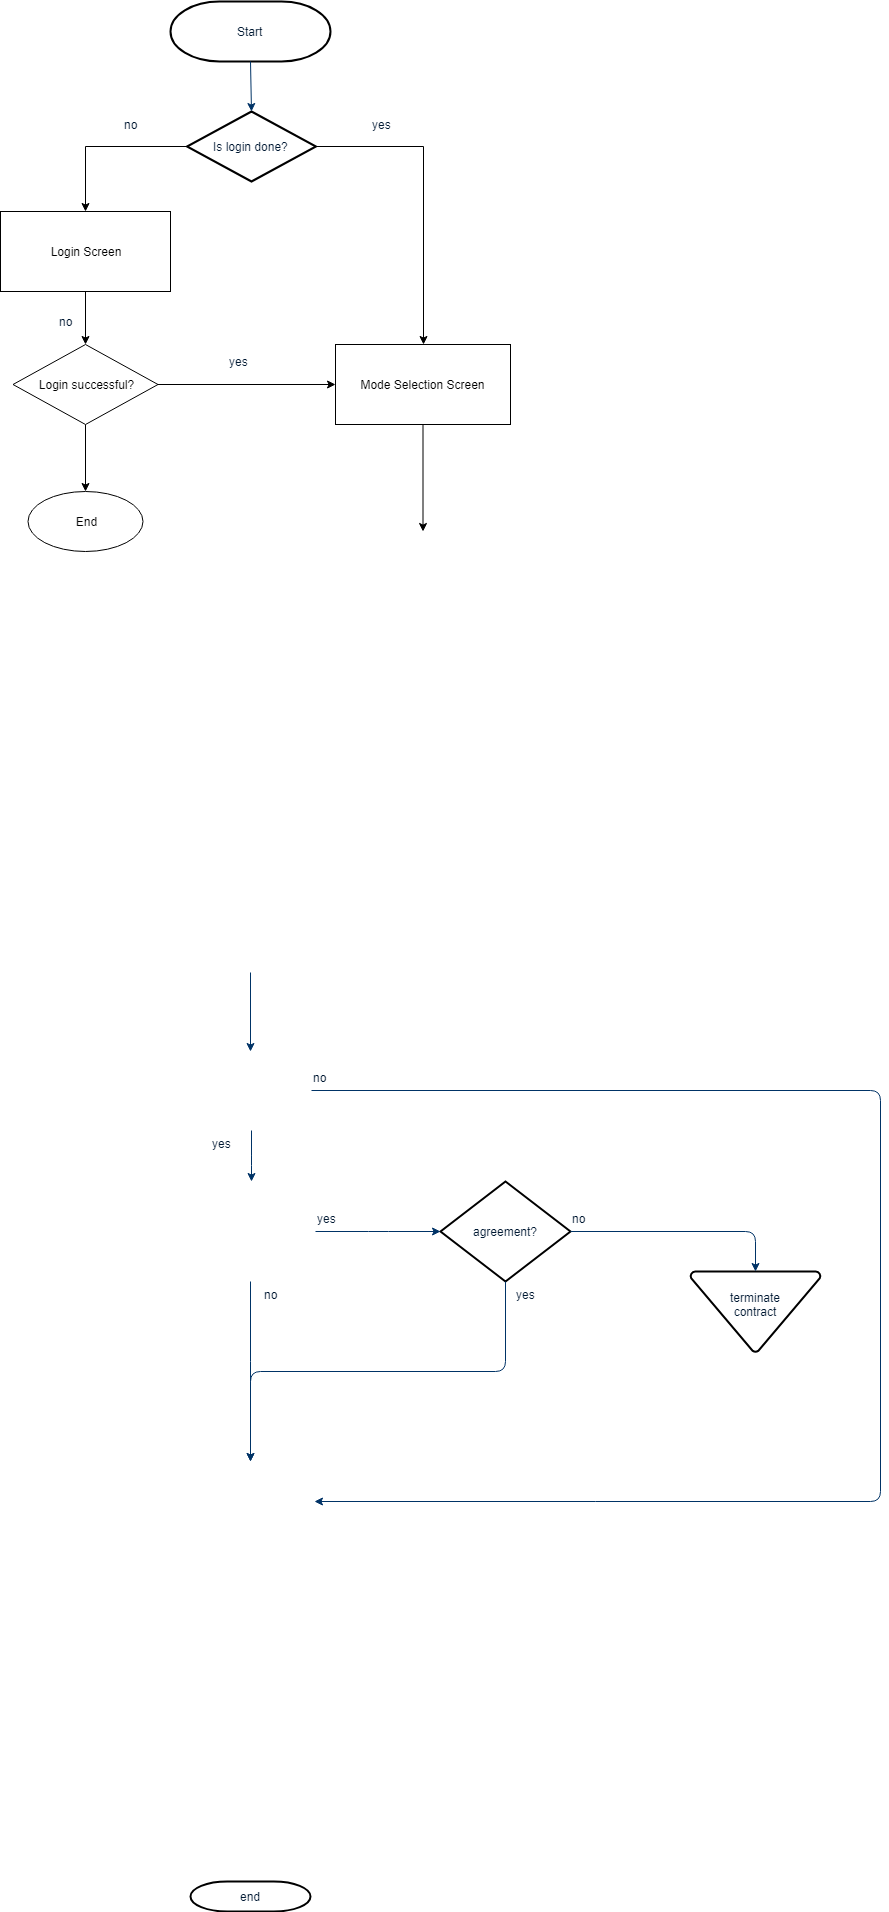 Start
no
yes
Is login done?
Login Screen
no
yes
Login successful?
Mode Selection Screen
End
no
yes
yes
agreement?
no
no
yes
terminate
contract
end